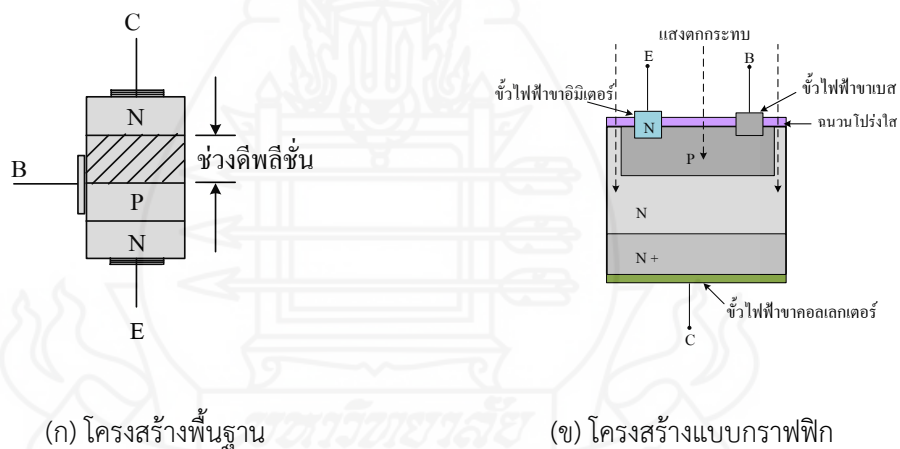 C
N
ช่วงดีพลีชั่น
B
P
N
E
(ก) โครงสร้างพื้นฐาน
แสงตกกระทบ
E
B
ขั้วไฟฟ้าขาอิมิเตอร์
ขั้วไฟฟ้าขาเบส
N
ฉนวนโปร่งใส
P
N
N +
ขั้วไฟฟ้าขาคอลเลกเตอร์
C
(ข) โครงสร้างแบบกราฟฟิก